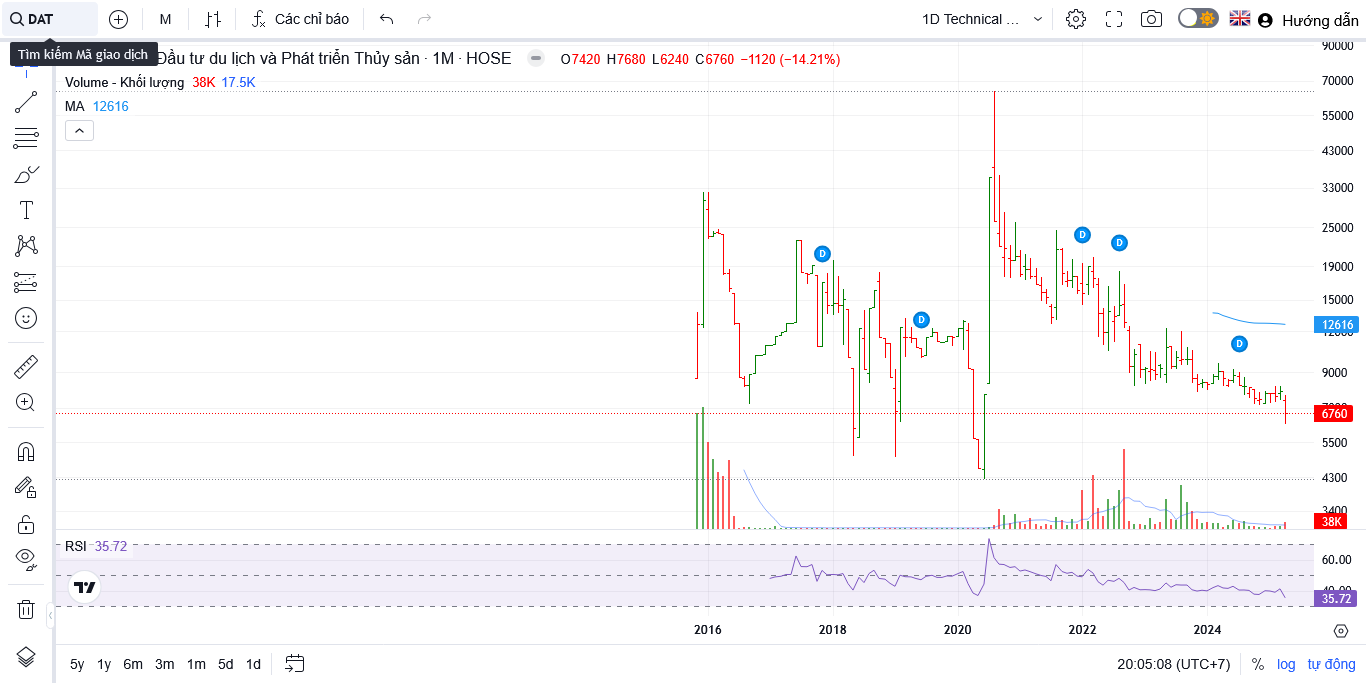 DAT M Các chỉ báo 1D Technical ... Hướng dẫn
Tìm kiếm Mã giao dịch Đầu tư du lịch và Phát triển Thủy sản · 1M · HOSE O7420 H7680 L6240 C6760 −1120 (−14.21%)
Volume - Khối lượng 38K 17.5K
MA 12616
90000
70000
55000
43000
33000
25000
19000
15000
12616
12000
9000
6760
5500
4300
3400
38K
D
D
D
D
D
RSI 35.72
60.00
40.00
35.72
2016 2018 2020 2022 2024
5y 1y 6m 3m 1m 5d 1d 20:05:08 (UTC+7) % log tự động